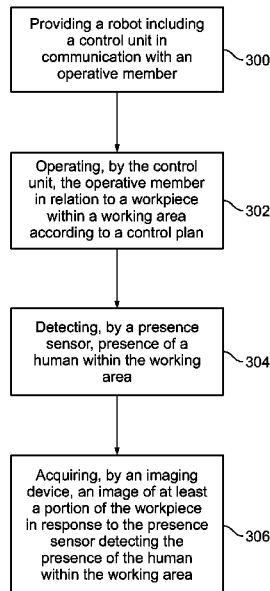 Providing a robot including
a control unit in
communication with an
operative member
300
Operating, by the control
unit, the operative member
in relation to a workpiece
within a working area
according to a control plan
302
Detecting, by a presence
sensor, presence of a
human within the working
area
304
Acquiring, by an imaging
device, an image of at least
a portion of the workpiece
in response to the presence
sensor detecting the
presence of the human
within the working area
306